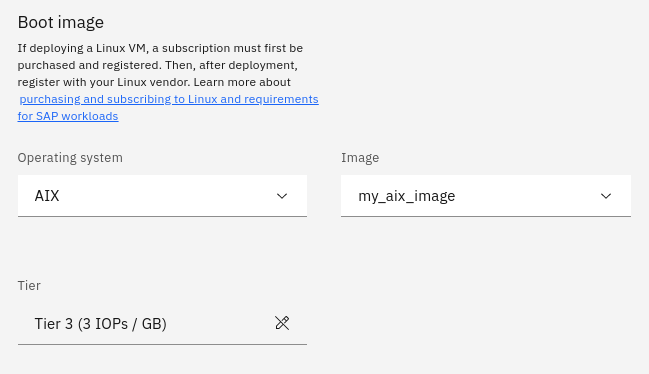 Boot image
If deploying a Linux VM, a subscription must first be
purchased and registered. Then, after deployment,
register with your Linux vendor. Learn more about
purchasing and subscribing to Linux and requirements
for SAP workloads
Operating system
Image
AIX
my_aix_image
Tier
Tier 3 (3 IOPs / GB)